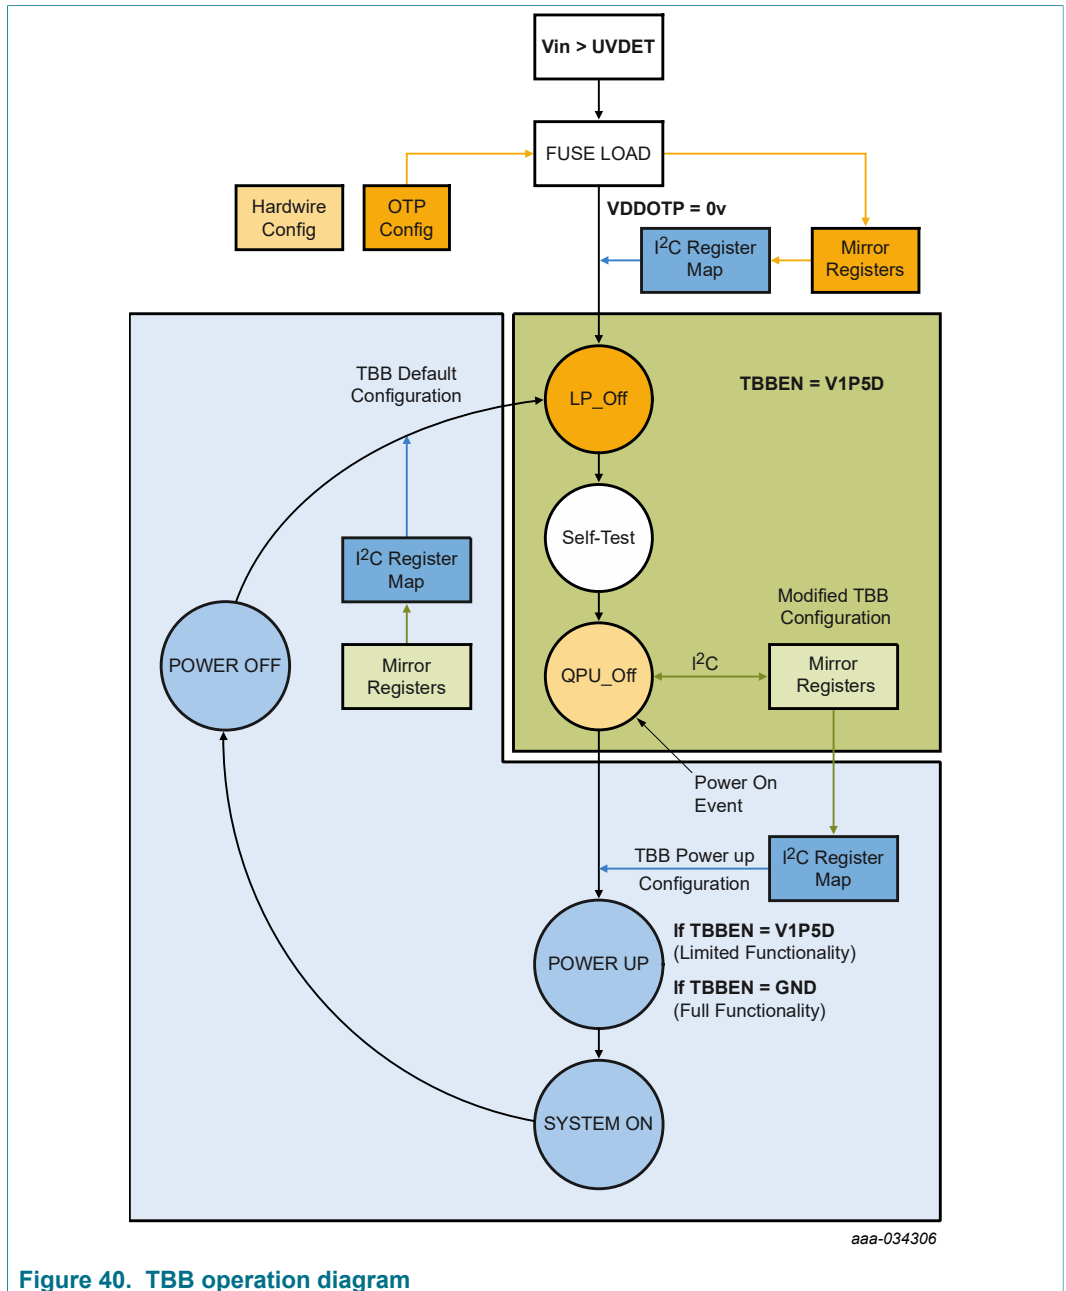 Vin > UVDET
FUSE LOAD
Hardwire
Config
OTP
Config
VDDOTP = 0v
I2C Register
Map
Mirror
Registers
TBB Default
Configuration
LP_Off
TBBEN = V1P5D
Self-Test
I2C Register
Map
Modified TBB
Configuration
POWER OFF
Mirror
Registers
QPU_Off
I2C
Mirror
Registers
Power On
Event
TBB Power up
Configuration
I2C Register
Map
POWER UP
If TBBEN = V1P5D
(Limited Functionality)
If TBBEN = GND
(Full Functionality)
SYSTEM ON
aaa-034306
Figure 40. TBB operation diagram